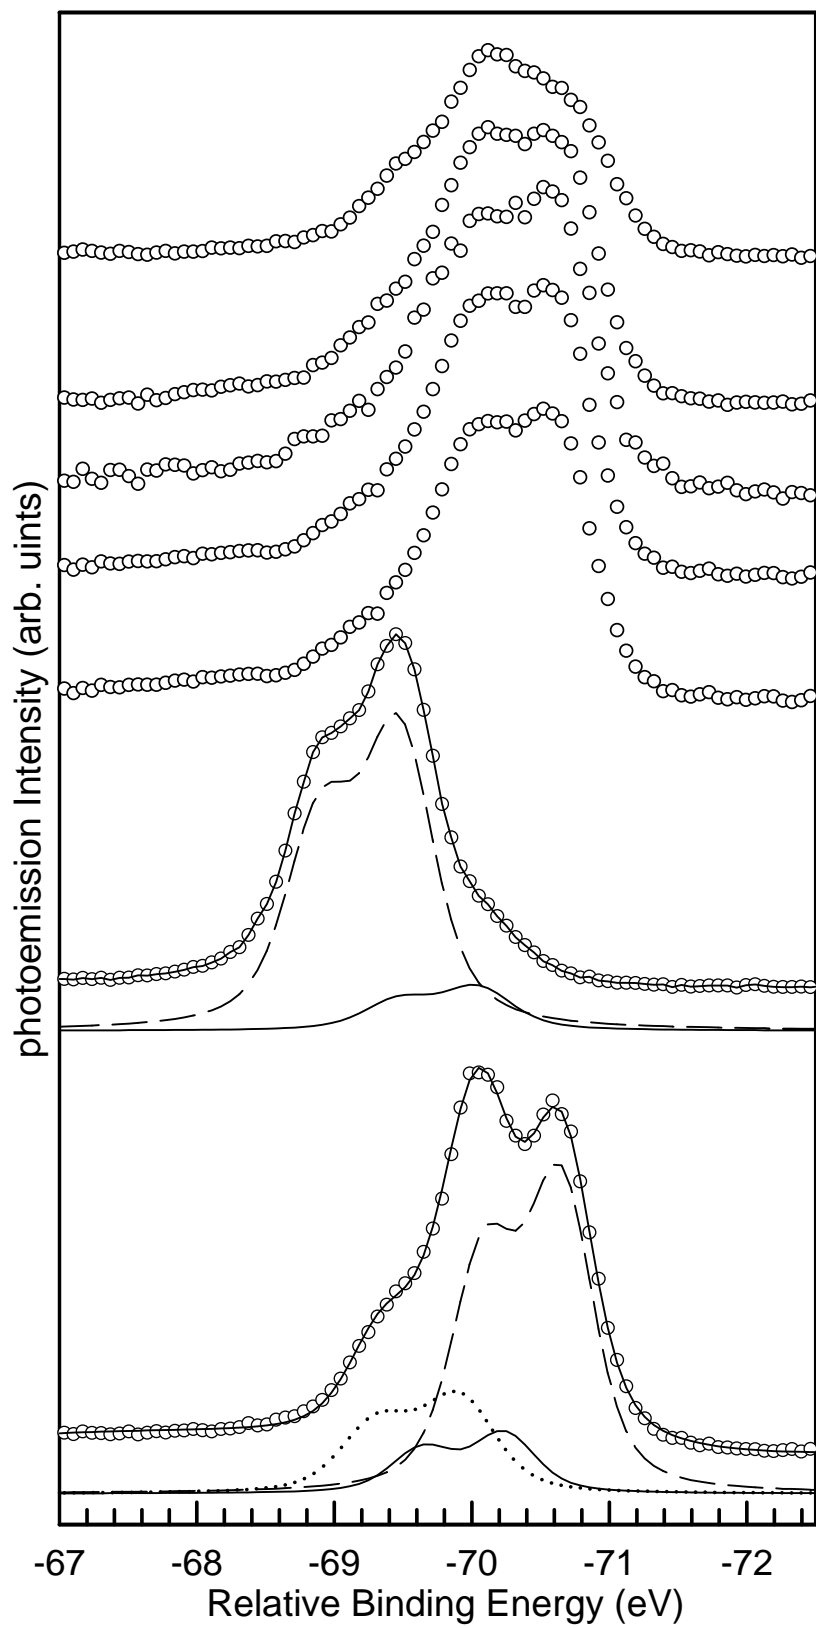 photoemission Intensity (arb. uints)
-67 -68 -69 -70 -71 -72
Relative Binding Energy (eV)